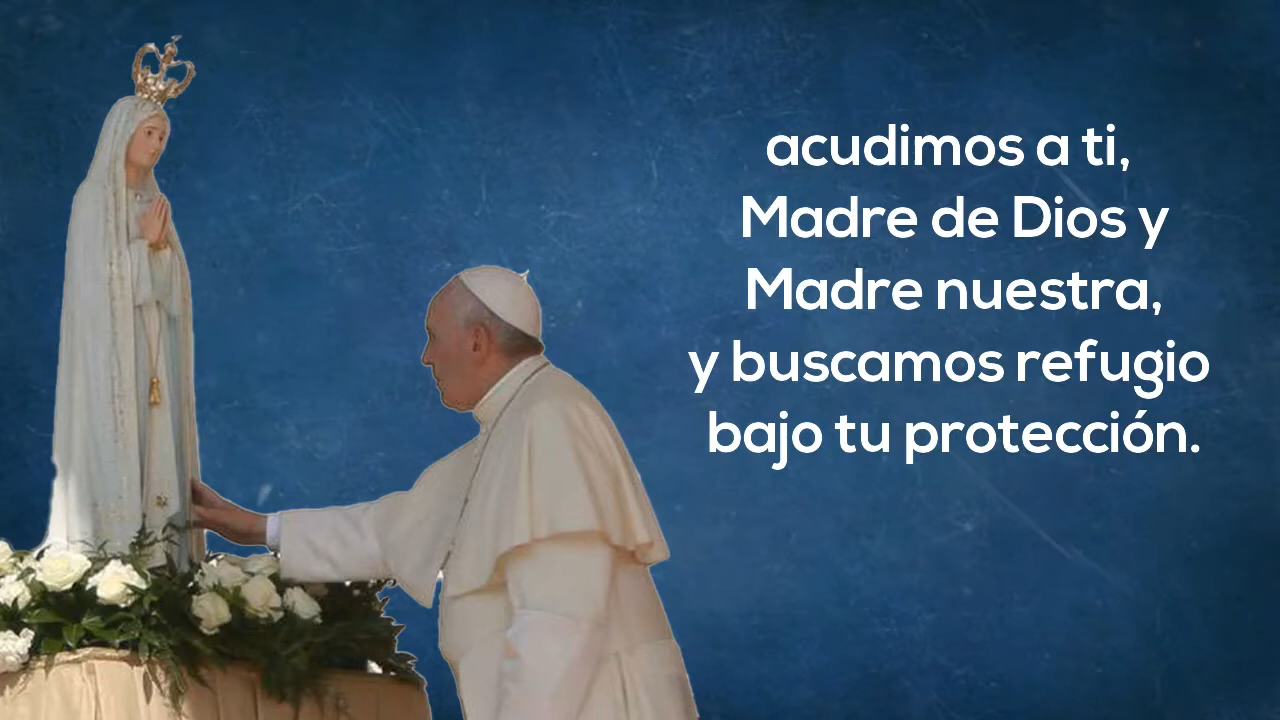 acudimos a ti,
Madre de Dios y
Madre nuestra,
y buscamos refugio
bajo tu protección.